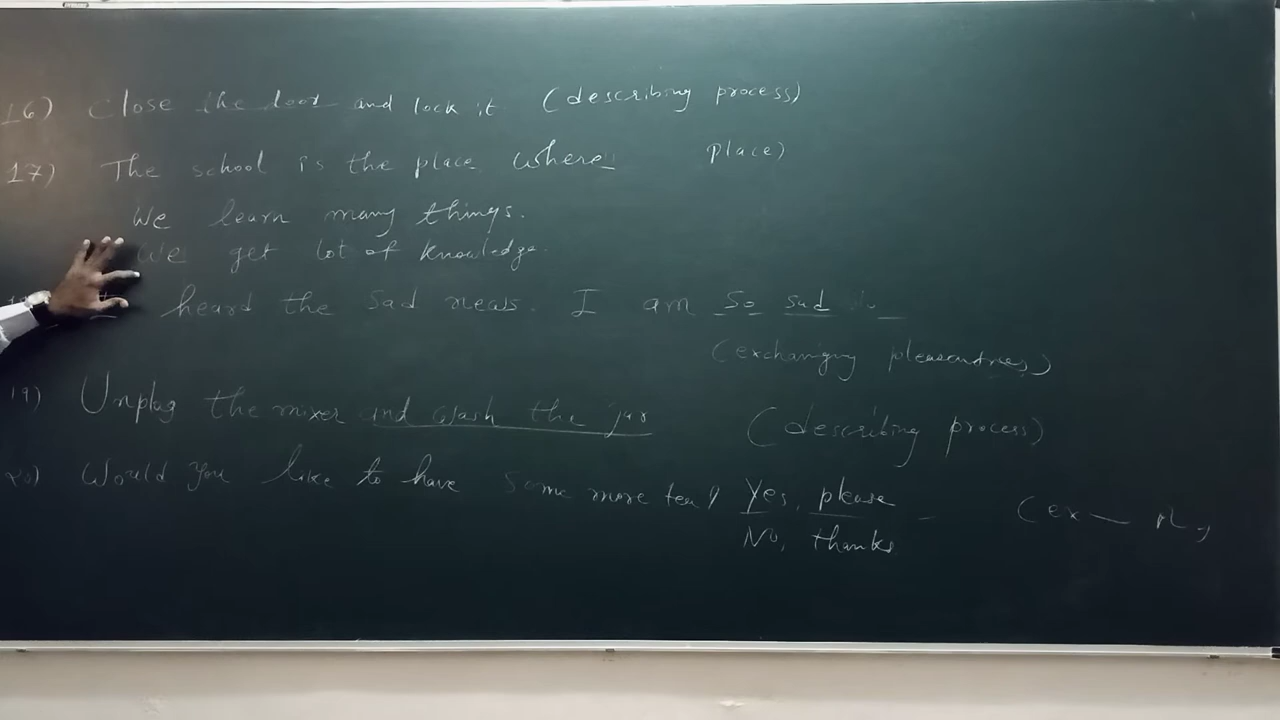 16) Close the door and lock it (describing process)
17) The school is the place where place)
We learn many things.
We get lot of knowledge.
heard the sad news. I am so sad
(exchanging pleasantries)
19) Unplug the mixer and wash the jar (describing process)
20) Would you like to have some more tea? Yes, please (ex
No, thanks